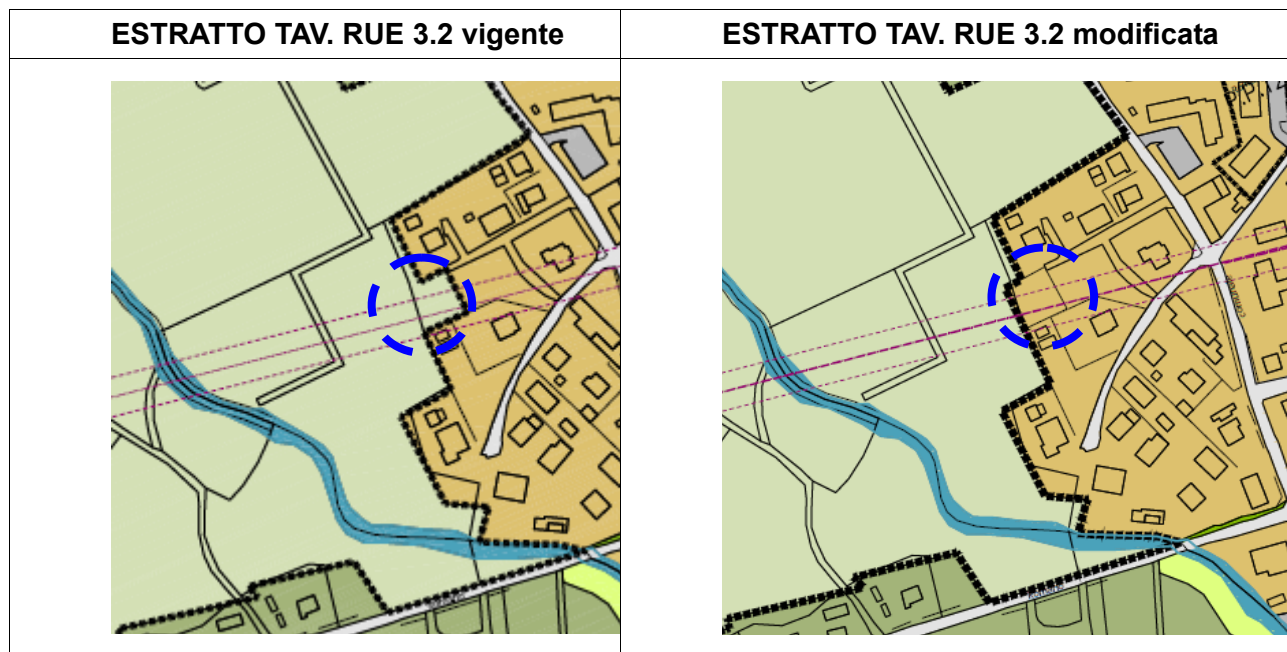 ESTRATTO TAV. RUE 3.2 vigente
ESTRATTO TAV. RUE 3.2 modificata